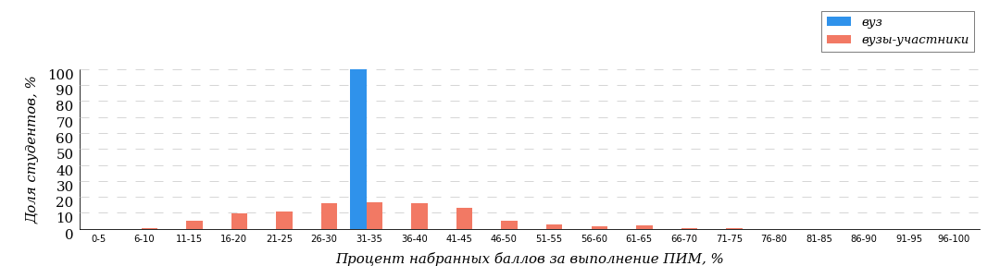 вуз
вузы-участники
Доля студентов, %
100
90
80
70
60
50
40
30
20
10
0
0-5 6-10 11-15 16-20 21-25 26-30 31-35 36-40 41-45 46-50 51-55 56-60 61-65 66-70 71-75 76-80 81-85 86-90 91-95 96-100
Процент набранных баллов за выполнение ПИМ, %